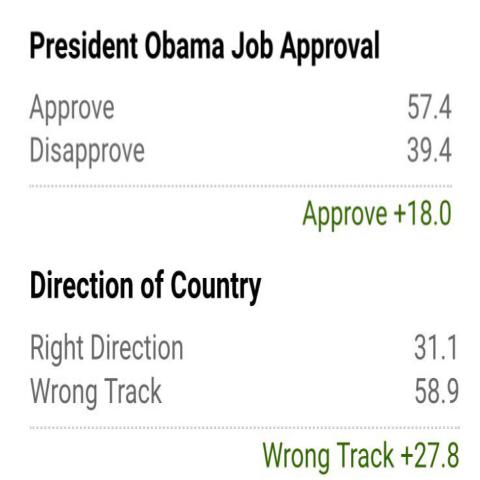 President Obama Job Approval
Approve 57.4
Disapprove 39.4
Approve +18.0
Direction of Country
Right Direction 31.1
Wrong Track 58.9
Wrong Track +27.8